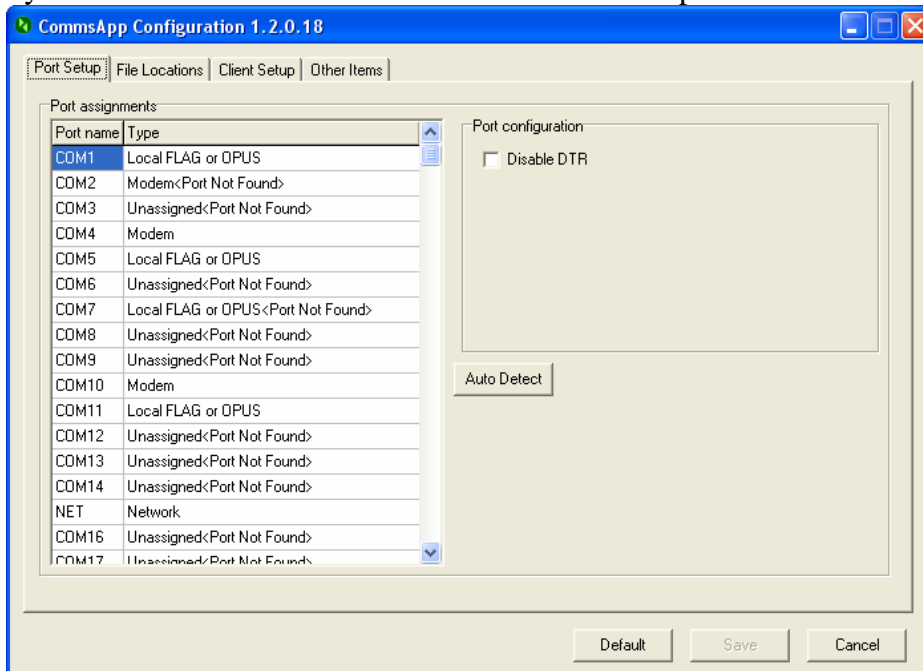 CommsApp Configuration 1.2.0.18
Port Setup File Locations Client Setup Other Items
Port assignments
Port name Type
COM1 Local FLAG or OPUS
COM2 Modem<Port Not Found>
COM3 Unassigned<Port Not Found>
COM4 Modem
COM5 Local FLAG or OPUS
COM6 Unassigned<Port Not Found>
COM7 Local FLAG or OPUS<Port Not Found>
COM8 Unassigned<Port Not Found>
COM9 Unassigned<Port Not Found>
COM10 Modem
COM11 Local FLAG or OPUS
COM12 Unassigned<Port Not Found>
COM13 Unassigned<Port Not Found>
COM14 Unassigned<Port Not Found>
NET Network
COM16 Unassigned<Port Not Found>
COM17 Unassigned<Port Not Found>
Port configuration
Disable DTR
Auto Detect
Default Save Cancel